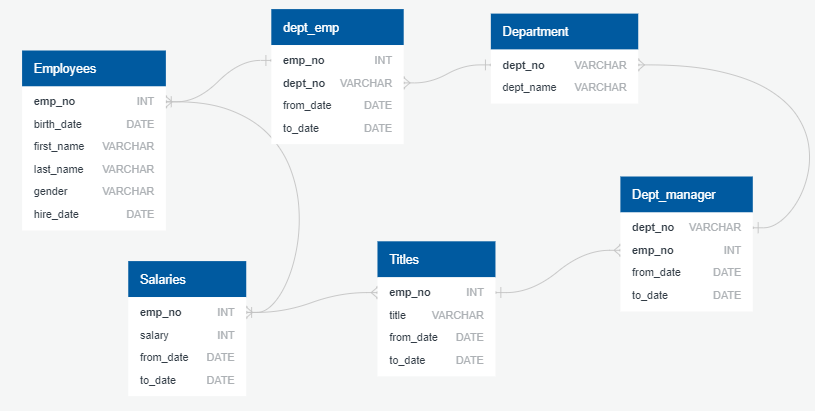 Employees
emp_no INT
birth_date DATE
first_name VARCHAR
last_name VARCHAR
gender VARCHAR
hire_date DATE
dept_emp
emp_no INT
dept_no VARCHAR
from_date DATE
to_date DATE
Department
dept_no VARCHAR
dept_name VARCHAR
Dept_manager
dept_no VARCHAR
emp_no INT
from_date DATE
to_date DATE
Salaries
emp_no INT
salary INT
from_date DATE
to_date DATE
Titles
emp_no INT
title VARCHAR
from_date DATE
to_date DATE